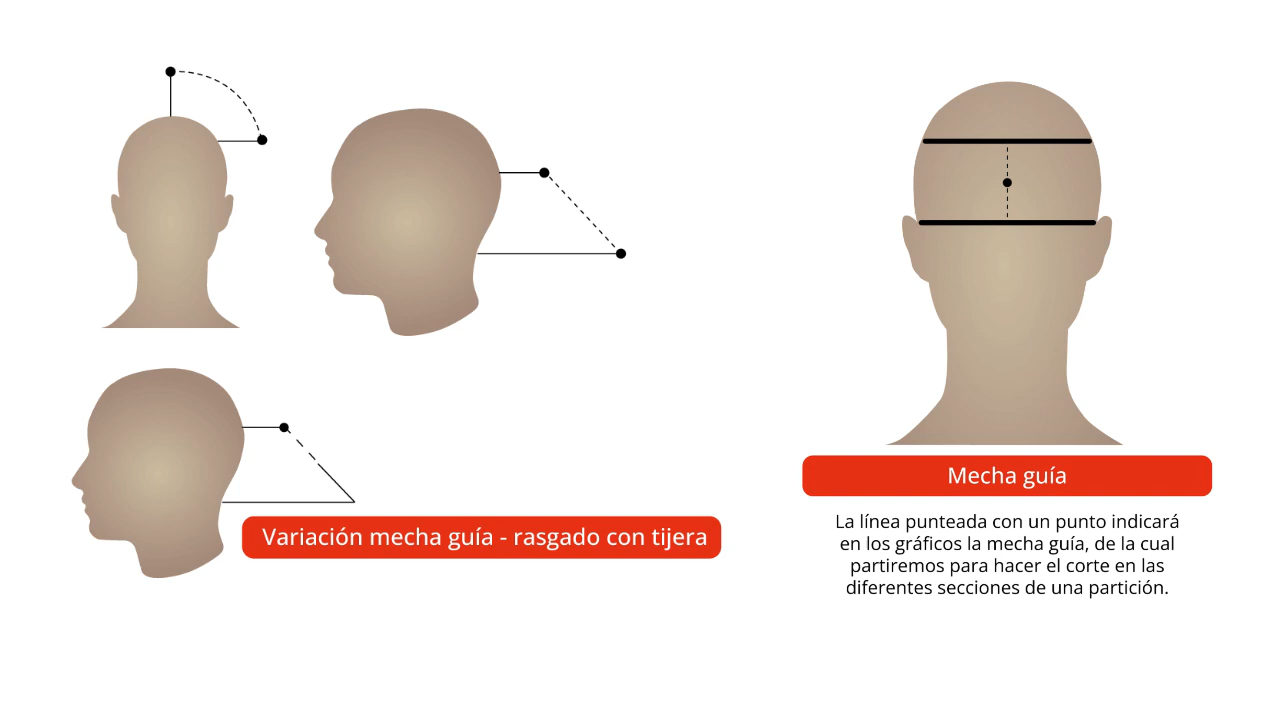 Variación mecha guía - rasgado con tijera
Mecha guía
La línea punteada con un punto indicará
en los gráficos la mecha guía, de la cual
partiremos para hacer el corte en las
diferentes secciones de una partición.